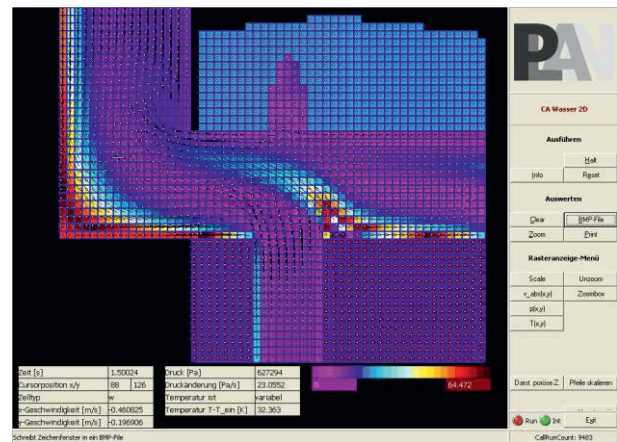 PLAN
CA Wasser 2D
Ausführen
Halt
Info Reset
Auswerten
Clear BMP-File
Zoom Print
Rasteranzeige-Menü
Scale Unzoom
v_abs(x,y) Zoombox
p(x,y)
T(x,y)
Darst. poröse Z. Pfeile skalieren
Run Int Exit
Zeit [s] 1.50024
Cursorposition x/y 88 126
Zelltyp w
x-Geschwindigkeit [m/s] -0.460825
y-Geschwindigkeit [m/s] -0.196906
Druck [Pa] 627294
Druckänderung [Pa/s] 23.0552
Temperatur ist variabel
Temperatur T-T_ein [K] 32.363
0 64.472
Schreibt Zeichenfenster in ein BMP-File
CallRunCount: 9483